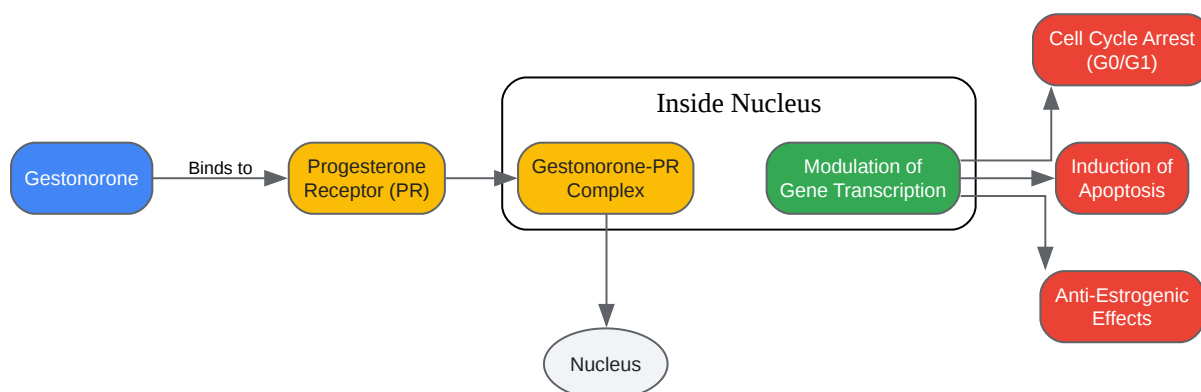 Cell Cycle Arrest
(G0/G1)
Inside Nucleus
Gestonorone
Binds to
Progesterone
Receptor (PR)
Gestonorone-PR
Complex
Modulation of
Gene Transcription
Induction of
Apoptosis
Anti-Estrogenic
Effects
Nucleus